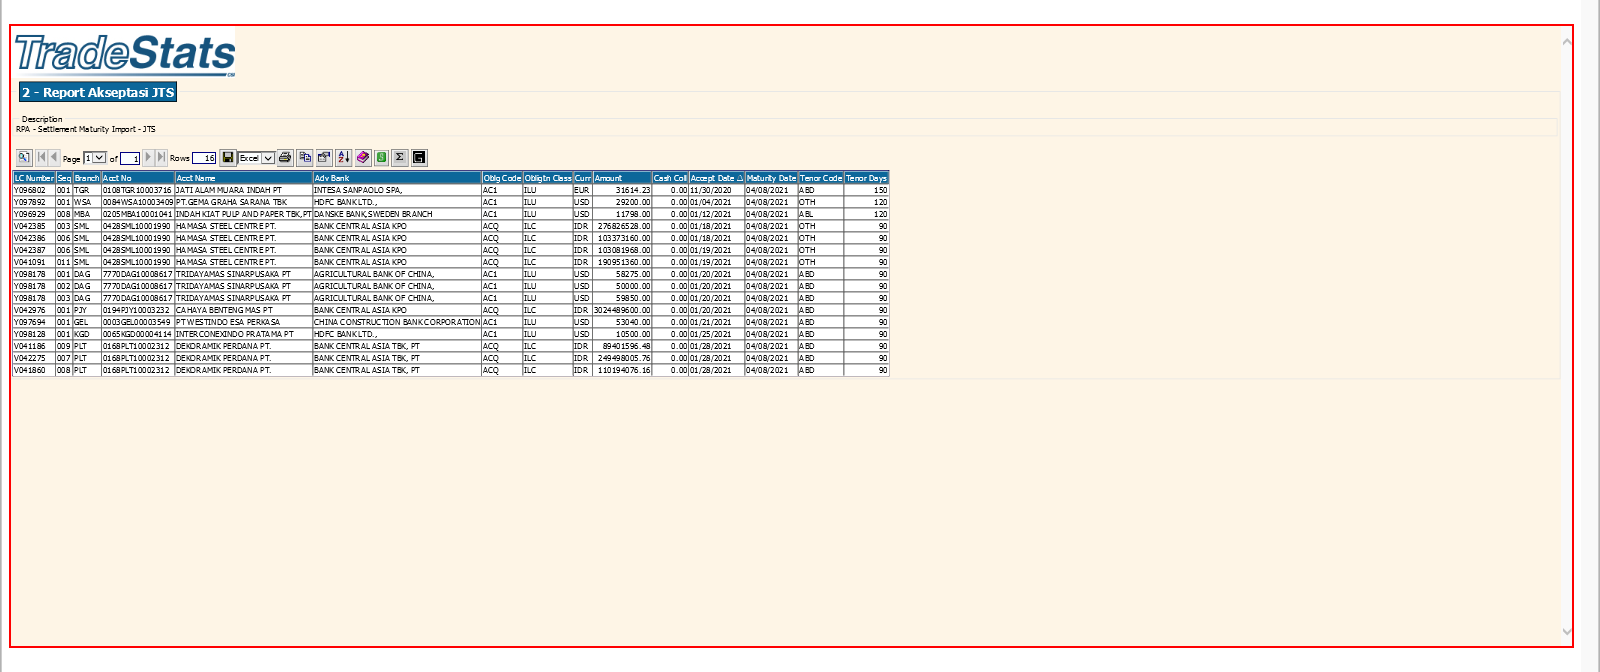 TradeStats
2 - Report Akseptasi JTS
Description
RPA - Settlement Maturity Import - JTS
Page 1 of 1 Rows 16 Excel
LC Number Seq Branch Acct No Acct Name Adv Bank Oblg Code Obligtn Class Curr Amount Cash Coll Accept Date Maturity Date Tenor Code Tenor Days
Y096802 001 TGR 0108TGR10003716 JATI ALAM MUARA INDAH PT INTESA SANPAOLO SPA, AC1 ILU EUR 31614.23 0.00 11/30/2020 04/08/2021 ABD 150
Y097892 001 WSA 0084WSA10003409 PT. GEMA GRAHA SARANA TBK HDFC BANK LTD., AC1 ILU USD 29200.00 0.00 01/04/2021 04/08/2021 OTH 120
Y096929 008 MBA 0205MBA10001041 INDAH KIAT PULP AND PAPER TBK,PT DANSKE BANK,SWEDEN BRANCH AC1 ILU USD 11798.00 0.00 01/12/2021 04/08/2021 ABL 120
V042385 003 SML 0428SML10001990 HAMASA STEEL CENTRE PT. BANK CENTRAL ASIA KPO ACQ ILC IDR 276826528.00 0.00 01/18/2021 04/08/2021 OTH 90
V042386 006 SML 0428SML10001990 HAMASA STEEL CENTRE PT. BANK CENTRAL ASIA KPO ACQ ILC IDR 103373160.00 0.00 01/18/2021 04/08/2021 OTH 90
V042387 006 SML 0428SML10001990 HAMASA STEEL CENTRE PT. BANK CENTRAL ASIA KPO ACQ ILC IDR 103081968.00 0.00 01/19/2021 04/08/2021 OTH 90
V041091 011 SML 0428SML10001990 HAMASA STEEL CENTRE PT. BANK CENTRAL ASIA KPO ACQ ILC IDR 190951360.00 0.00 01/19/2021 04/08/2021 OTH 90
Y098178 001 DAG 7770DAG10008617 TRIDAYAMAS SINARPUSAKA PT AGRICULTURAL BANK OF CHINA, AC1 ILU USD 58275.00 0.00 01/20/2021 04/08/2021 ABD 90
Y098178 002 DAG 7770DAG10008617 TRIDAYAMAS SINARPUSAKA PT AGRICULTURAL BANK OF CHINA, AC1 ILU USD 50000.00 0.00 01/20/2021 04/08/2021 ABD 90
Y098178 003 DAG 7770DAG10008617 TRIDAYAMAS SINARPUSAKA PT AGRICULTURAL BANK OF CHINA, AC1 ILU USD 59850.00 0.00 01/20/2021 04/08/2021 ABD 90
V042976 001 PJY 0194PJY10003232 CAHAYA BENTENG MAS PT BANK CENTRAL ASIA KPO ACQ ILC IDR 3024489600.00 0.00 01/20/2021 04/08/2021 ABD 90
Y097694 001 GEL 0003GEL00003549 PT WESTINDO ESA PERKASA CHINA CONSTRUCTION BANK CORPORATION AC1 ILU USD 53040.00 0.00 01/21/2021 04/08/2021 ABD 90
Y098128 001 KGD 0065KGD00004114 INTERCONEXINDO PRATAMA PT HDFC BANK LTD., AC1 ILU USD 10500.00 0.00 01/25/2021 04/08/2021 ABD 90
V041186 009 PLT 0168PLT10002312 DEKORAMIK PERDANA PT. BANK CENTRAL ASIA TBK, PT ACQ ILC IDR 89401596.48 0.00 01/28/2021 04/08/2021 ABD 90
V042275 007 PLT 0168PLT10002312 DEKORAMIK PERDANA PT. BANK CENTRAL ASIA TBK, PT ACQ ILC IDR 249498005.76 0.00 01/28/2021 04/08/2021 ABD 90
V041860 008 PLT 0168PLT10002312 DEKORAMIK PERDANA PT. BANK CENTRAL ASIA TBK, PT ACQ ILC IDR 110194076.16 0.00 01/28/2021 04/08/2021 ABD 90